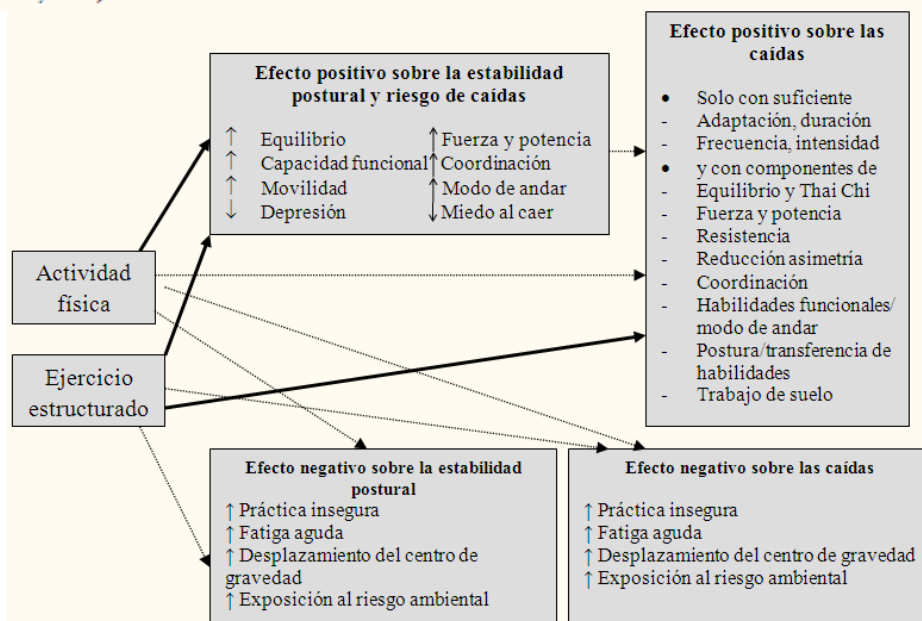 Efecto positivo sobre la estabilidad
postural y riesgo de caídas
↑ Equilibrio ↑ Fuerza y potencia
↑ Capacidad funcional ↑ Coordinación
↑ Movilidad ↑ Modo de andar
↓ Depresión ↓ Miedo al caer
Efecto positivo sobre las
caídas
• Solo con suficiente
- Adaptación, duración
- Frecuencia, intensidad
• y con componentes de
- Equilibrio y Thai Chi
- Fuerza y potencia
- Resistencia
- Reducción asimetría
- Coordinación
- Habilidades funcionales/
modo de andar
- Postura/transferencia de
habilidades
- Trabajo de suelo
Actividad
física
Ejercicio
estructurado
Efecto negativo sobre la estabilidad
postural
↑ Práctica insegura
↑ Fatiga aguda
↑ Desplazamiento del centro de
gravedad
↑ Exposición al riesgo ambiental
Efecto negativo sobre las caídas
↑ Práctica insegura
↑ Fatiga aguda
↑ Desplazamiento del centro de gravedad
↑ Exposición al riesgo ambiental